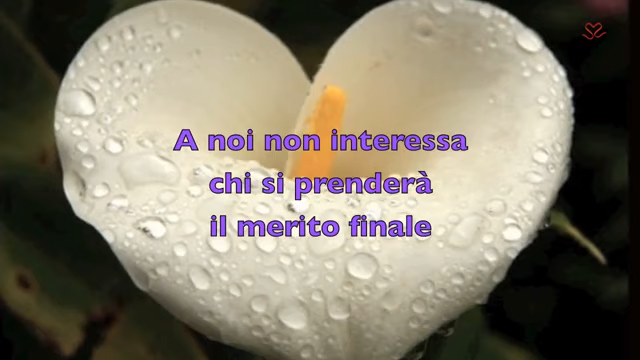 A noi non interessa
chi si prenderà
il merito finale